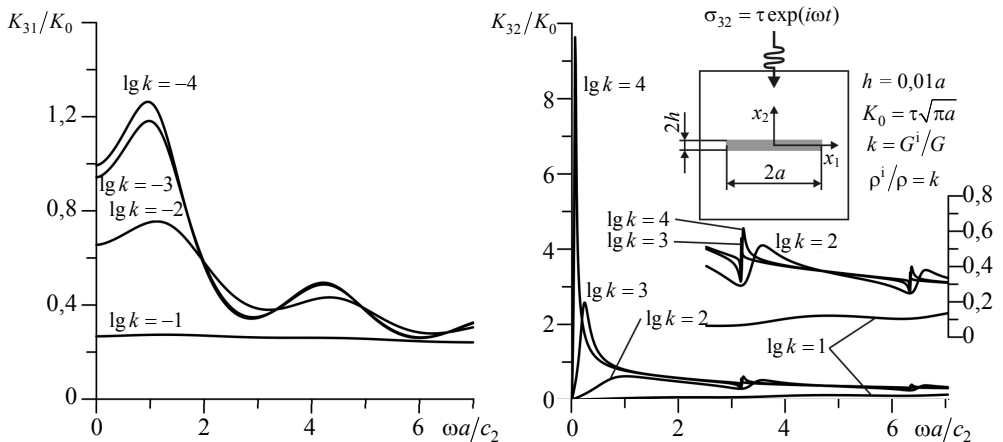 K₃₁/K₀
lg k = −4
1,2
lg k = −3
0,8
lg k = −2
0,4
lg k = −1
0
0
2
4
6
ωa/c₂
K₃₂/K₀
σ₃₂ = τ exp(iωt)
8
lg k = 4
h = 0,01a
K₀ = τ√πa
k = Gⁱ/G
ρⁱ/ρ = k
2h
x₂
x₁
2a
6
0,8
lg k = 4
0,6
lg k = 3
lg k = 2
4
0,4
lg k = 3
0,2
lg k = 2
0
2
lg k = 1
0
0
2
4
6
ωa/c₂